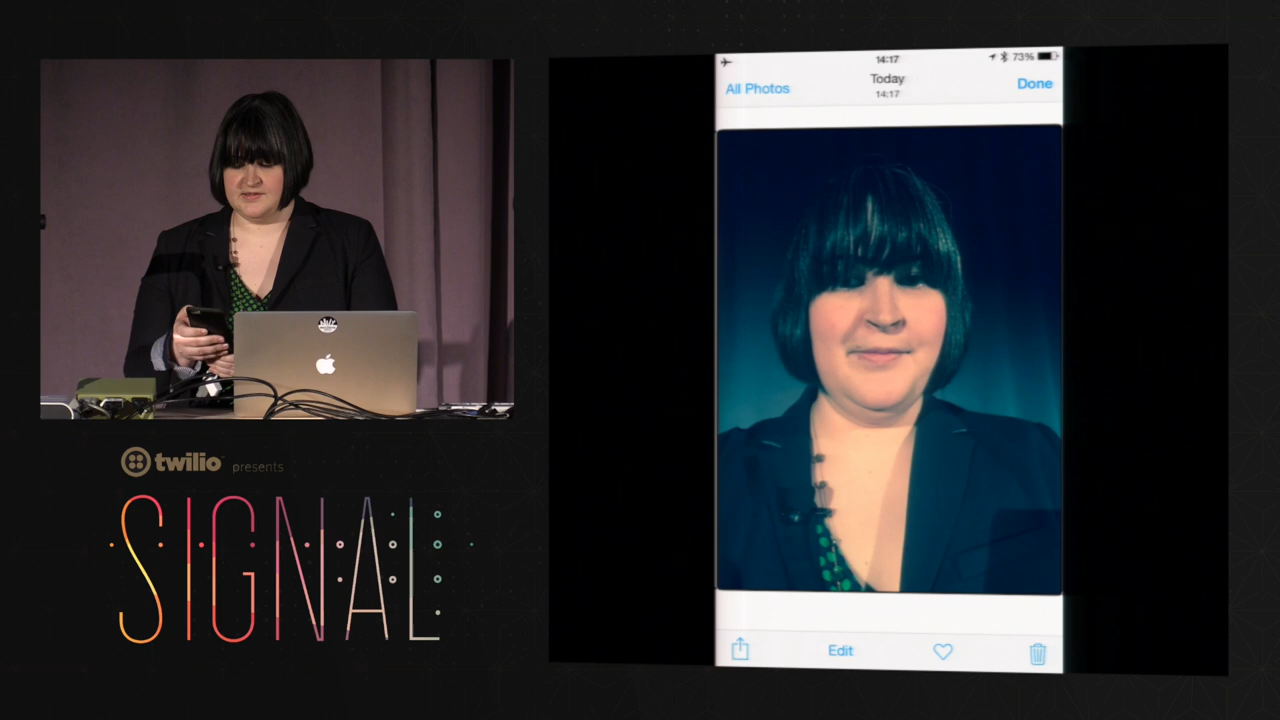 twilio presents
SIGNAL
14:17
73%
Today
All Photos
Done
14:17
Edit